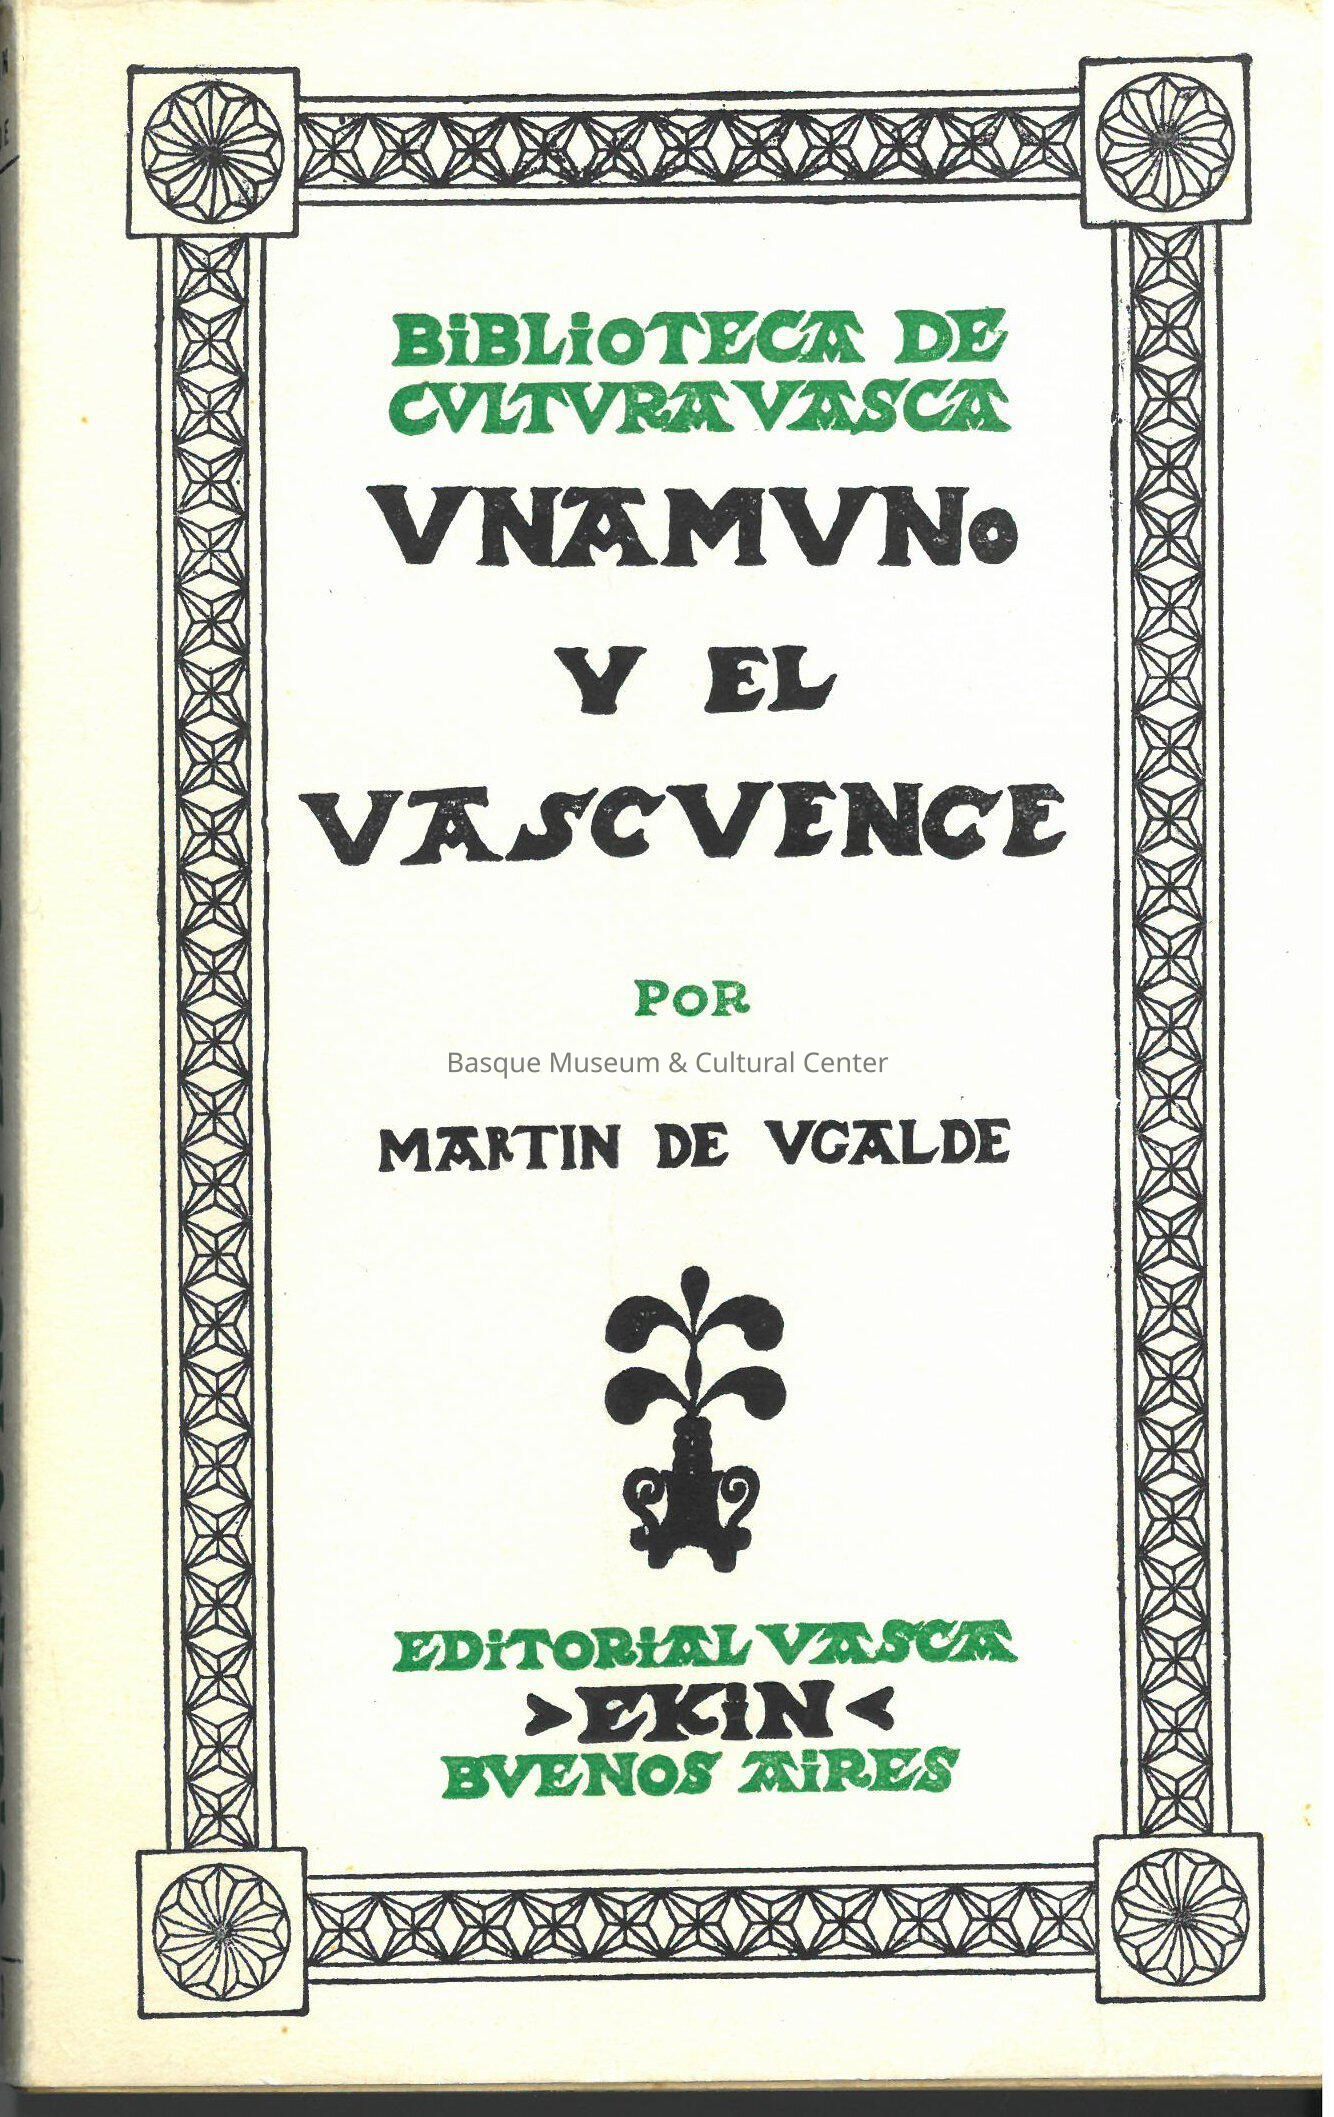 BiBLioTECA DE
CVLTVRA VASCA
VNAMVNo
Y EL
VASCVENCE
PoR
Basque Museum & Cultural Center
MARTIN DE VGALDE
EDiTORiAL VASCA
>EKiN<
BVENOS AiRES